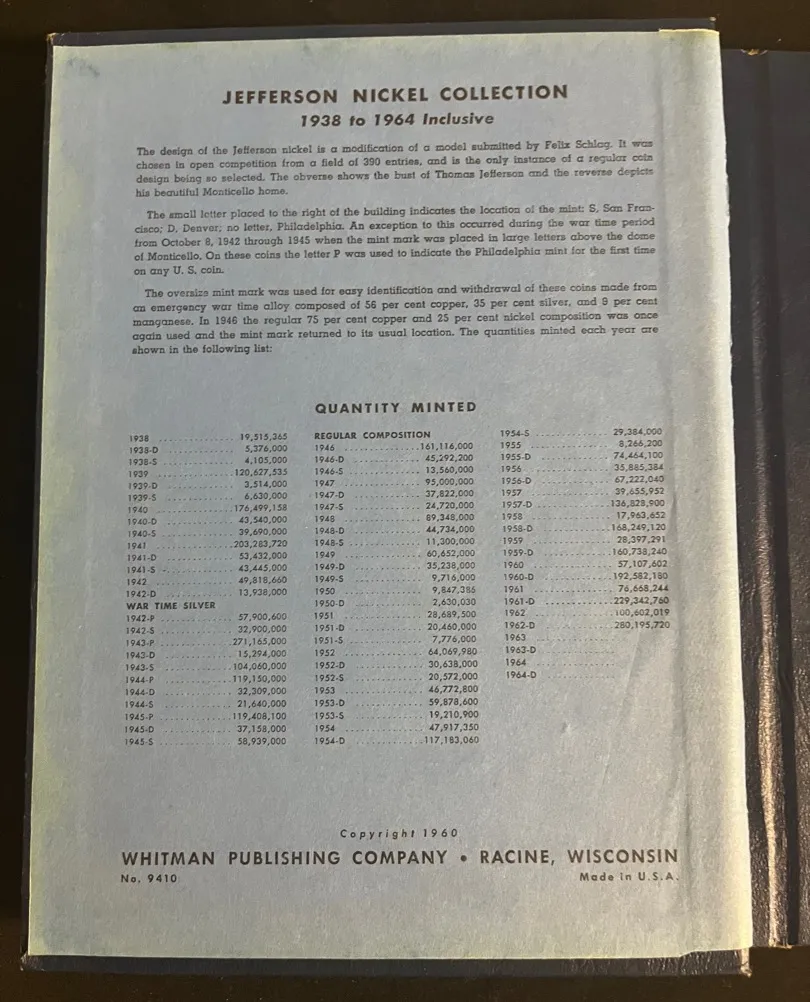 JEFFERSON NICKEL COLLECTION
1938 to 1964 Inclusive
The design of the Jefferson nickel is a modification of a model submitted by Felix Schlag. It was
chosen in open competition from a field of 390 entries, and is the only instance of a regular coin
design being so selected. The obverse shows the bust of Thomas Jefferson and the reverse depicts
his beautiful Monticello home.
The small letter placed to the right of the building indicates the location of the mint: S, San Fran-
cisco; D, Denver; no letter, Philadelphia. An exception to this occurred during the war time period
from October 8, 1942 through 1945 when the mint mark was placed in large letters above the dome
of Monticello. On these coins the letter P was used to indicate the Philadelphia mint for the first time
on any U. S. coin.
The oversize mint mark was used for easy identification and withdrawal of these coins made from
an emergency war time alloy composed of 56 per cent copper, 35 per cent silver, and 9 per cent
manganese. In 1946 the regular 75 per cent copper and 25 per cent nickel composition was once
again used and the mint mark returned to its usual location. The quantities minted each year are
shown in the following list:
QUANTITY MINTED
1938 .............. 19,515,365
1938-D .............. 5,376,000
1938-S .............. 4,105,000
1939 .............. 120,627,535
1939-D .............. 3,514,000
1939-S .............. 6,630,000
1940 .............. 176,499,158
1940-D .............. 43,540,000
1940-S .............. 39,690,000
1941 .............. 203,283,720
1941-D .............. 53,432,000
1941-S .............. 43,445,000
1942 .............. 49,818,660
1942-D .............. 13,938,000
WAR TIME SILVER
1942-P .............. 57,900,600
1942-S .............. 32,900,000
1943-P .............. 271,165,000
1943-D .............. 15,294,000
1943-S .............. 104,060,000
1944-P .............. 119,150,000
1944-D .............. 32,309,000
1944-S .............. 21,640,000
1945-P .............. 119,408,100
1945-D .............. 37,158,000
1945-S .............. 58,939,000
REGULAR COMPOSITION
1946 .............. 161,116,000
1946-D .............. 45,292,200
1946-S .............. 13,560,000
1947 .............. 95,000,000
1947-D .............. 37,822,000
1947-S .............. 24,720,000
1948 .............. 89,348,000
1948-D .............. 44,734,000
1948-S .............. 11,300,000
1949 .............. 60,652,000
1949-D .............. 35,238,000
1949-S .............. 9,716,000
1950 .............. 9,847,386
1950-D .............. 2,630,030
1951 .............. 28,689,500
1951-D .............. 20,460,000
1951-S .............. 7,776,000
1952 .............. 64,069,980
1952-D .............. 30,638,000
1952-S .............. 20,572,000
1953 .............. 46,772,800
1953-D .............. 59,878,600
1953-S .............. 19,210,900
1954 .............. 47,917,350
1954-D .............. 117,183,060
1954-S .............. 29,384,000
1955 .............. 8,266,200
1955-D .............. 74,464,100
1956 .............. 35,885,384
1956-D .............. 67,222,040
1957 .............. 39,655,952
1957-D .............. 136,828,900
1958 .............. 17,963,652
1958-D .............. 168,249,120
1959 .............. 28,397,291
1959-D .............. 160,738,240
1960 .............. 57,107,602
1960-D .............. 192,582,180
1961 .............. 76,668,244
1961-D .............. 229,342,760
1962 .............. 100,602,019
1962-D .............. 280,195,720
1963 ..............
1963-D ..............
1964 ..............
1964-D ..............
Copyright 1960
WHITMAN PUBLISHING COMPANY • RACINE, WISCONSIN
No. 9410 Made in U.S.A.